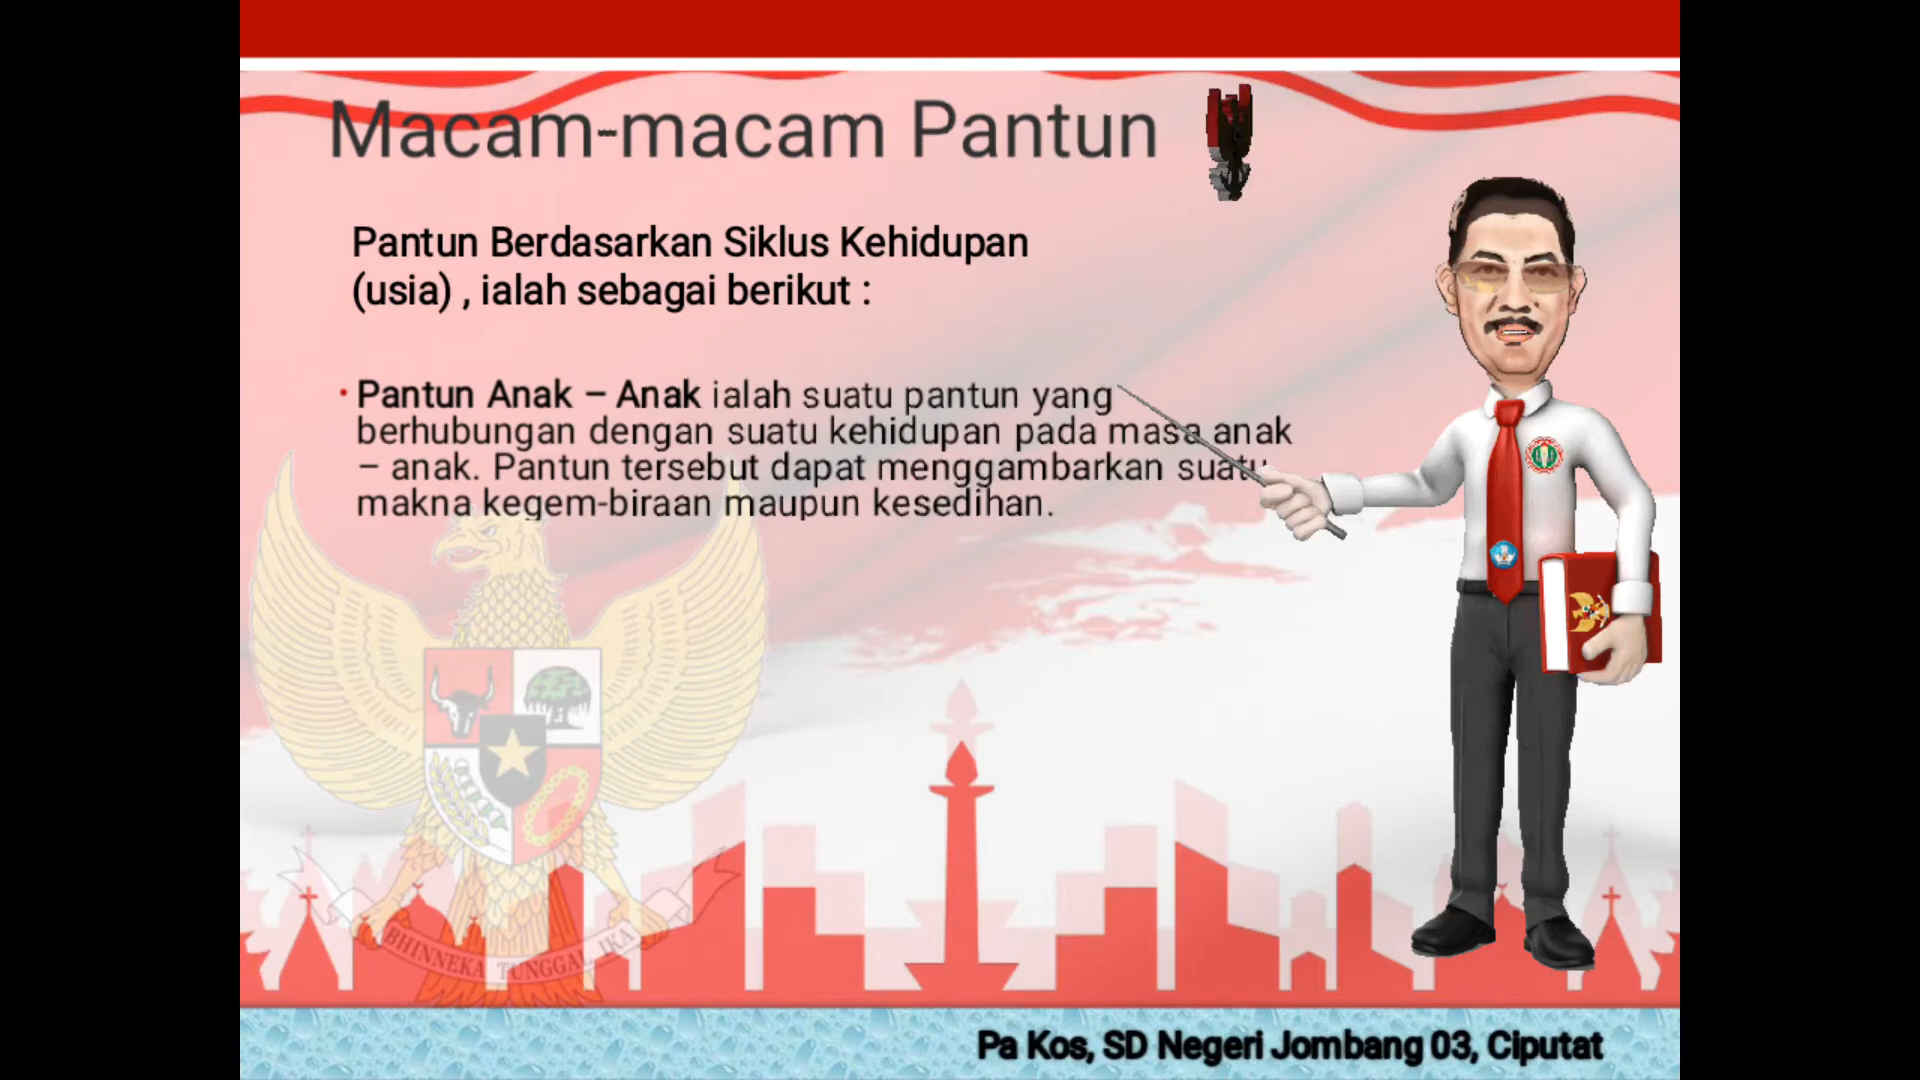 Macam-macam Pantun
Pantun Berdasarkan Siklus Kehidupan
(usia) , ialah sebagai berikut :
• Pantun Anak – Anak ialah suatu pantun yang
berhubungan dengan suatu kehidupan pada masa anak
– anak. Pantun tersebut dapat menggambarkan suatu
makna kegem-biraan maupun kesedihan.
BHINNEKA TUNGGAL IKA
Pa Kos, SD Negeri Jombang 03, Ciputat